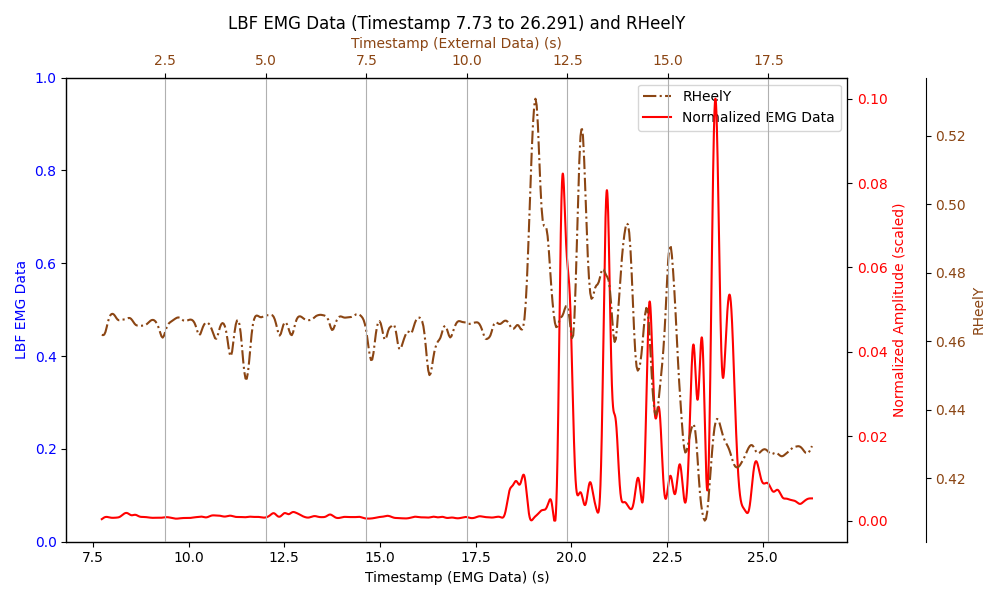 LBF EMG Data (Timestamp 7.73 to 26.291) and RHeelY
Timestamp (External Data) (s)
2.5 5.0 7.5 10.0 12.5 15.0 17.5
RHeelY
Normalized EMG Data
LBF EMG Data
1.0
0.8
0.6
0.4
0.2
0.0
0.10
0.08
0.06
0.04
0.02
0.00
Normalized Amplitude (scaled)
0.52
0.50
0.48
0.46
0.44
0.42
RHeelY
7.5 10.0 12.5 15.0 17.5 20.0 22.5 25.0
Timestamp (EMG Data) (s)